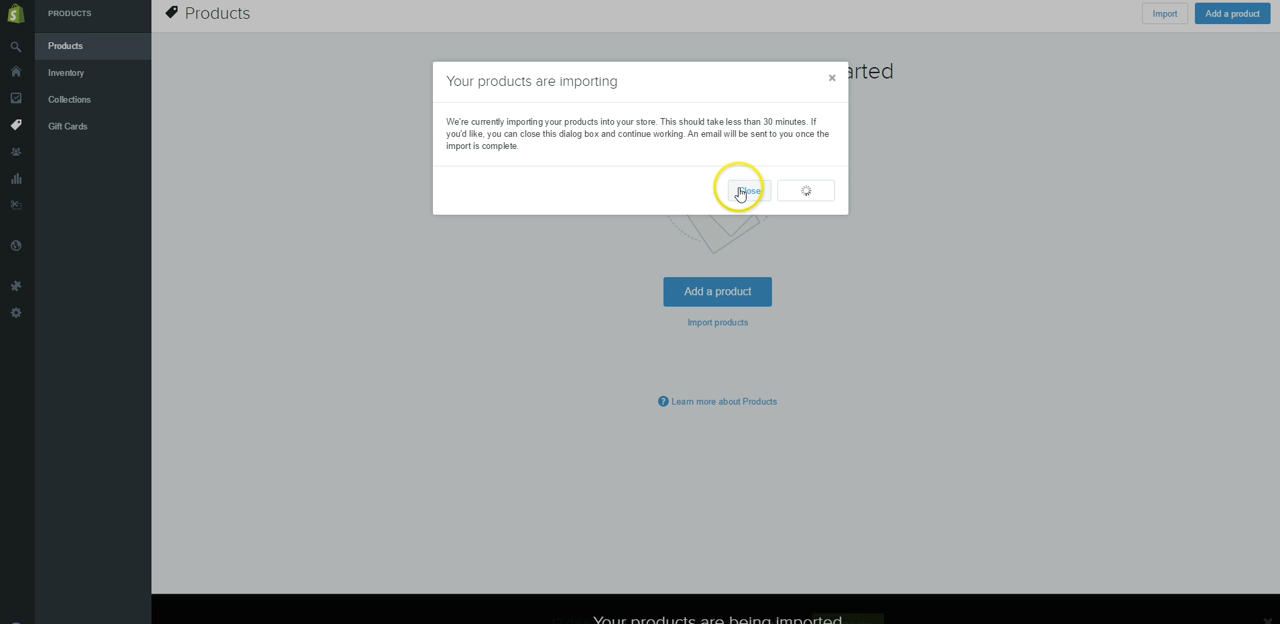 PRODUCTS
Products
Import
Add a product
Products
Inventory
Collections
Gift Cards
arted
Your products are importing
×
We're currently importing your products into your store. This should take less than 30 minutes. If
you'd like, you can close this dialog box and continue working. An email will be sent to you once the
import is complete.
Close
Add a product
Import products
? Learn more about Products
Your products are being imported